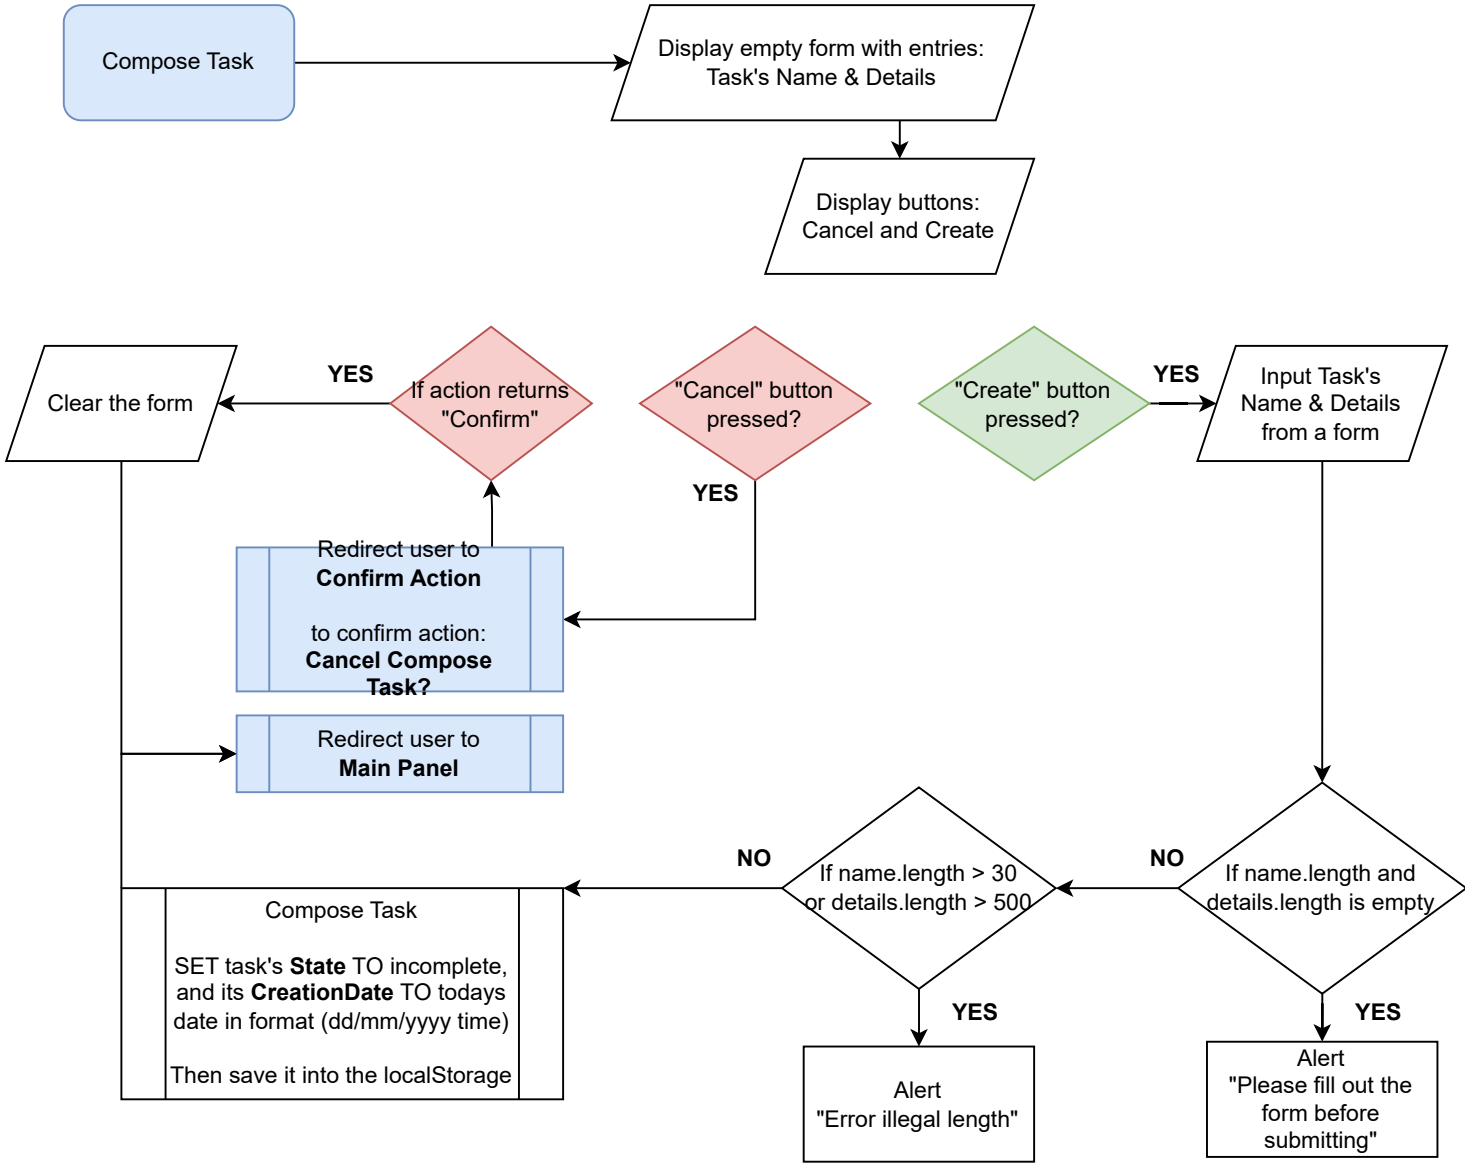 Compose Task
Display empty form with entries:
Task's Name & Details
Display buttons:
Cancel and Create
Clear the form
YES
If action returns
"Confirm"
"Cancel" button
pressed?
YES
"Create" button
pressed?
YES
Input Task's
Name & Details
from a form
Redirect user to
Confirm Action
to confirm action:
Cancel Compose
Task?
Redirect user to
Main Panel
NO
If name.length > 30
or details.length > 500
NO
If name.length and
details.length is empty
Compose Task
SET task's State TO incomplete,
and its CreationDate TO todays
date in format (dd/mm/yyyy time)
Then save it into the localStorage
YES
Alert
"Error illegal length"
YES
Alert
"Please fill out the
form before
submitting"